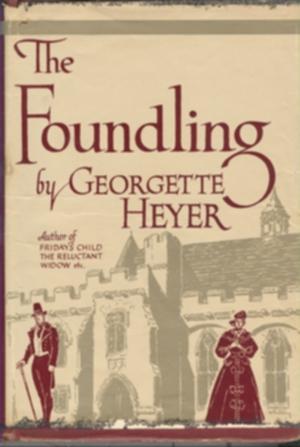 The
Foundling
by GEORGETTE
HEYER
Author of
FRIDAYS CHILD
THE RELUCTANT
WIDOW etc.